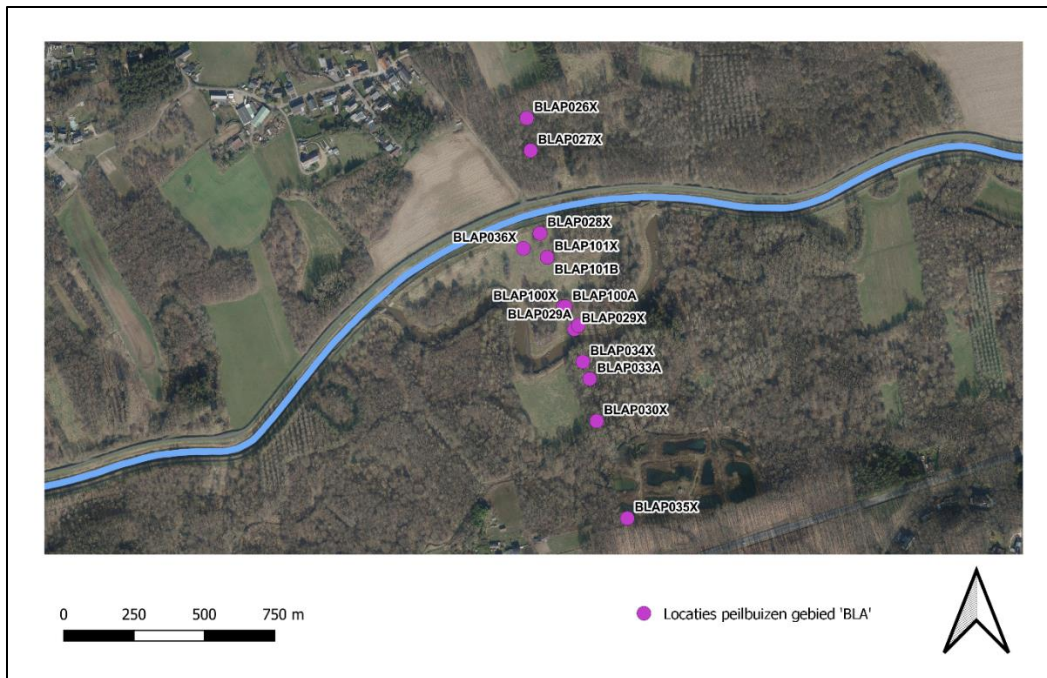 BLAP026X
BLAP027X
BLAP028X
BLAP036X
BLAP101X
BLAP101B
BLAP100X BLAP100A
BLAP029A BLAP029X
BLAP034X
BLAP033A
BLAP030X
BLAP035X
0 250 500 750 m
Locaties peilbuizen gebied 'BLA'